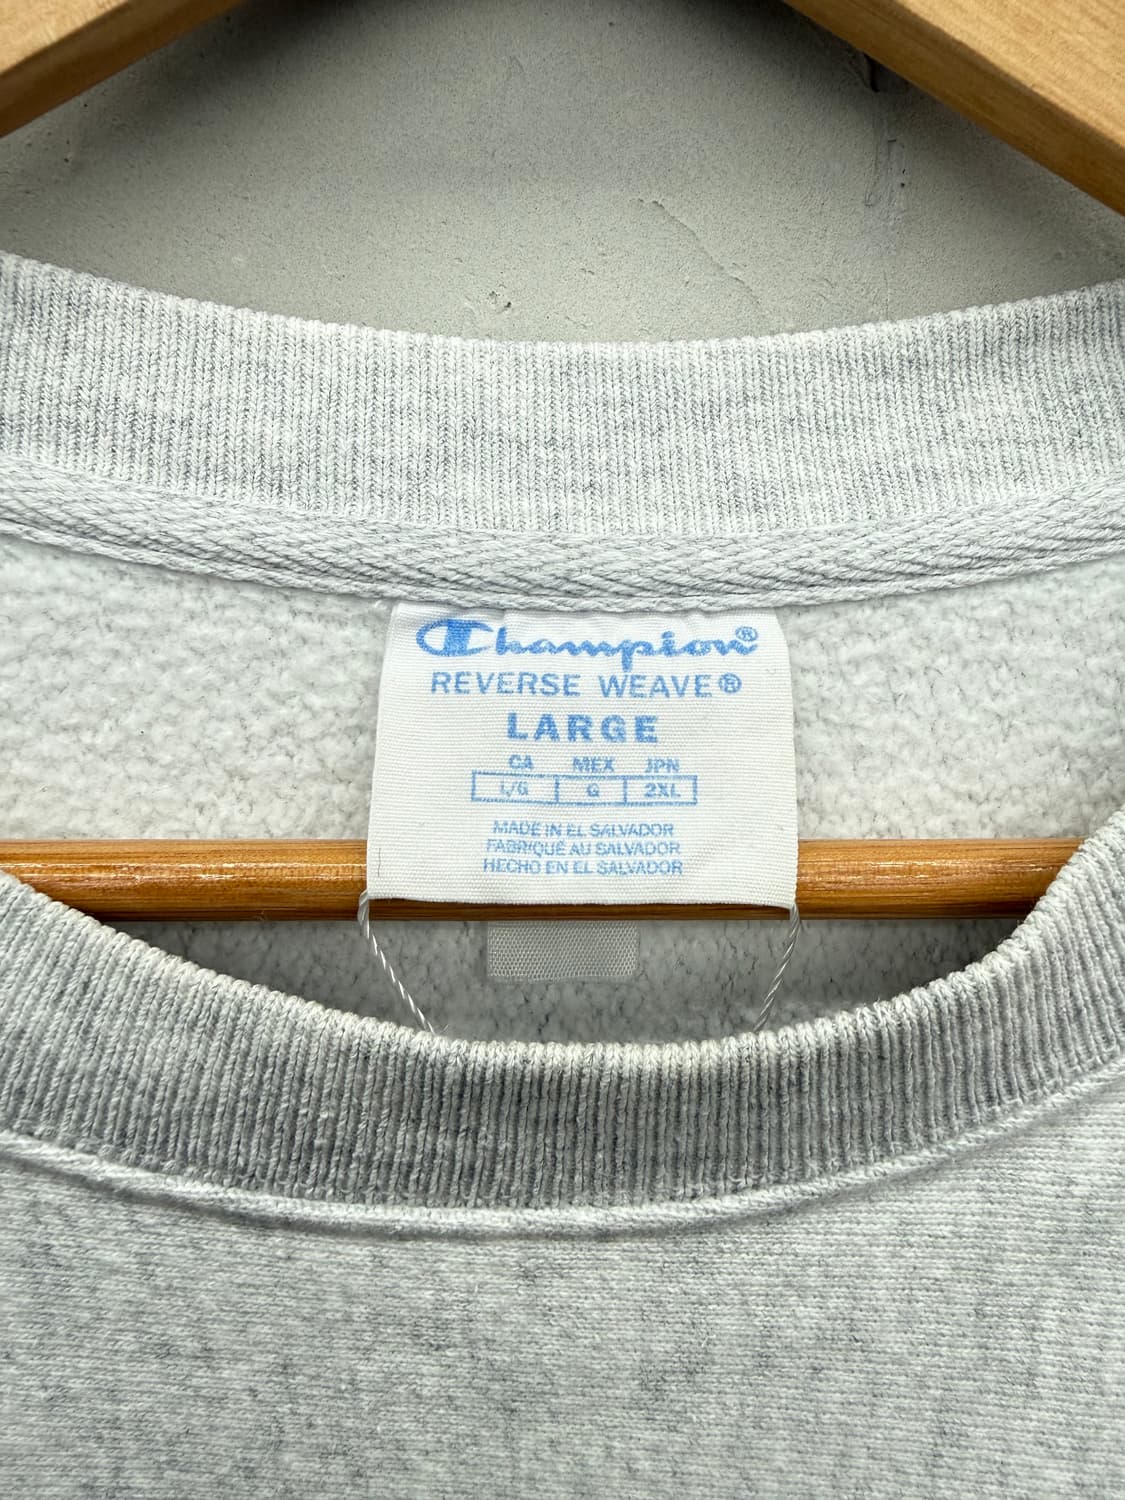 Champion®
REVERSE WEAVE®
LARGE
CA MEX JPN
L/G G 2XL
MADE IN EL SALVADOR
FABRIQUÉ AU SALVADOR
HECHO EN EL SALVADOR